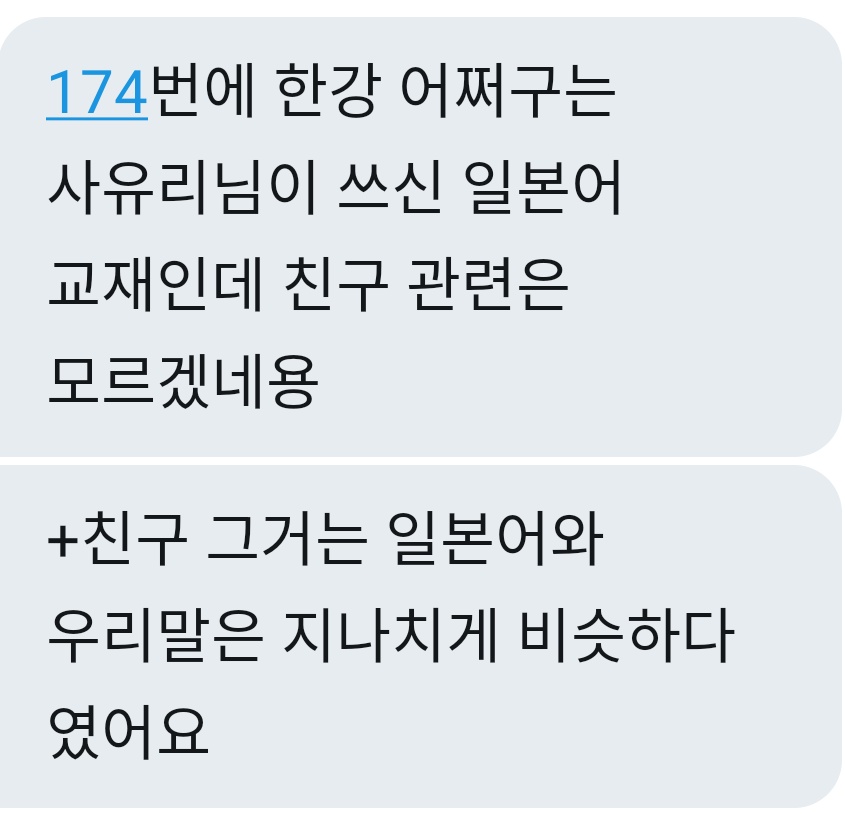 174번에 한강 어쩌구는
사유리님이 쓰신 일본어
교재인데 친구 관련은
모르겠네용
+친구 그거는 일본어와
우리말은 지나치게 비슷하다
였어요